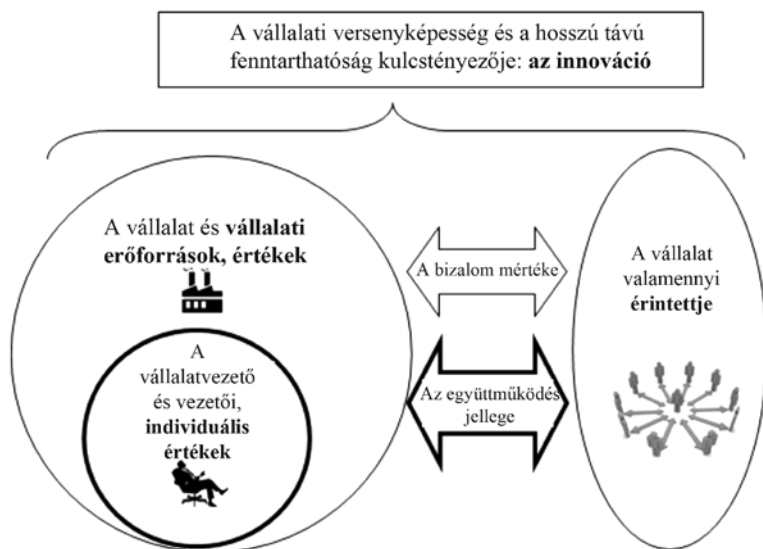 A vállalati versenyképesség és a hosszú távú
fenntarthatóság kulcstényezője: az innováció
A vállalat és vállalati
erőforrások, értékek
A
vállalatvezető
és vezetői,
individuális
értékek
A bizalom mértéke
Az együttműködés
jellege
A vállalat
valamennyi
érintettje